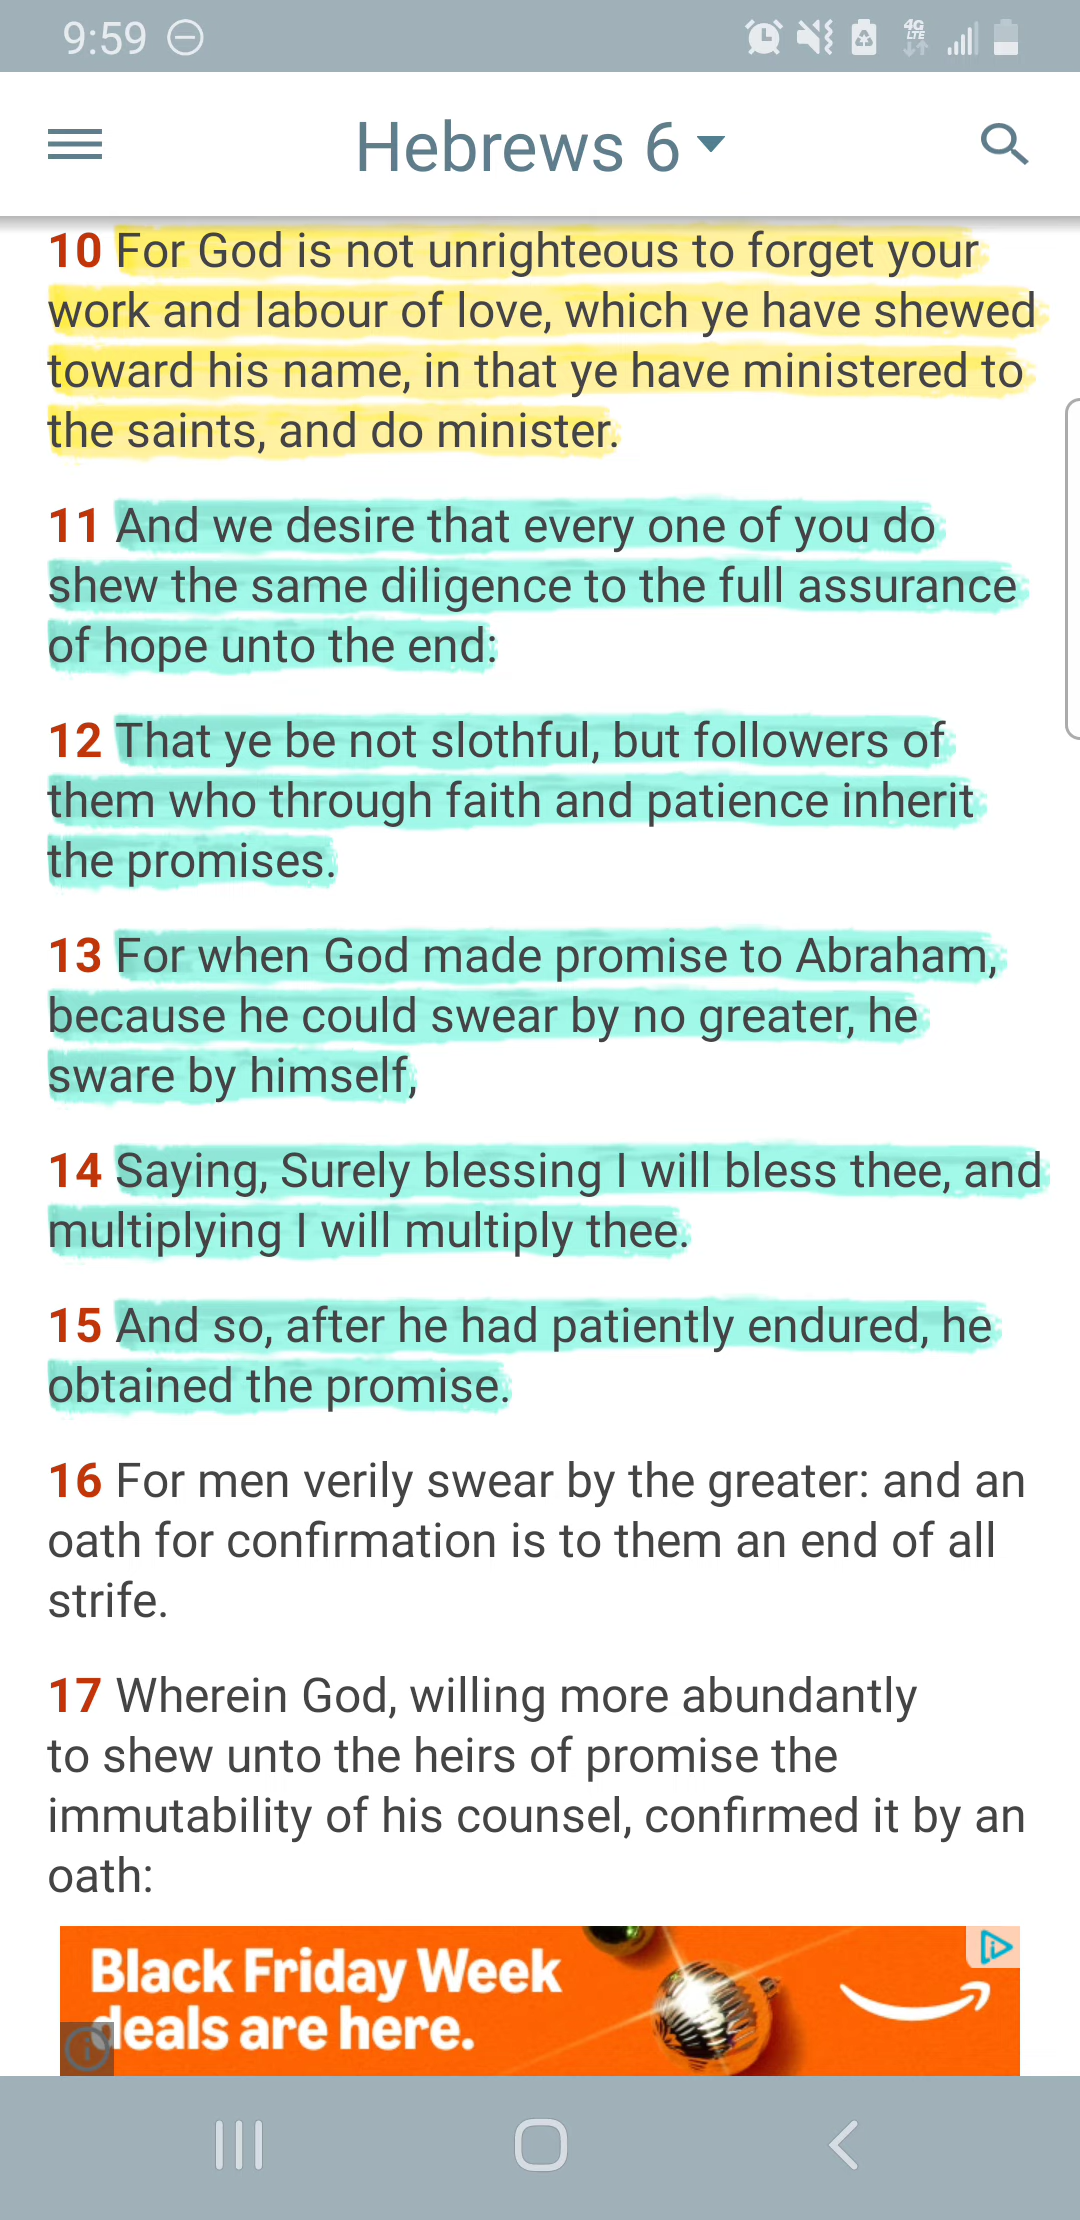 9:59
4G
LTE
Hebrews 6
10 For God is not unrighteous to forget your
work and labour of love, which ye have shewed
toward his name, in that ye have ministered to
the saints, and do minister.
11 And we desire that every one of you do
shew the same diligence to the full assurance
of hope unto the end:
12 That ye be not slothful, but followers of
them who through faith and patience inherit
the promises.
13 For when God made promise to Abraham,
because he could swear by no greater, he
sware by himself,
14 Saying, Surely blessing I will bless thee, and
multiplying I will multiply thee.
15 And so, after he had patiently endured, he
obtained the promise.
16 For men verily swear by the greater: and an
oath for confirmation is to them an end of all
strife.
17 Wherein God, willing more abundantly
to shew unto the heirs of promise the
immutability of his counsel, confirmed it by an
oath:
Black Friday Week
deals are here.